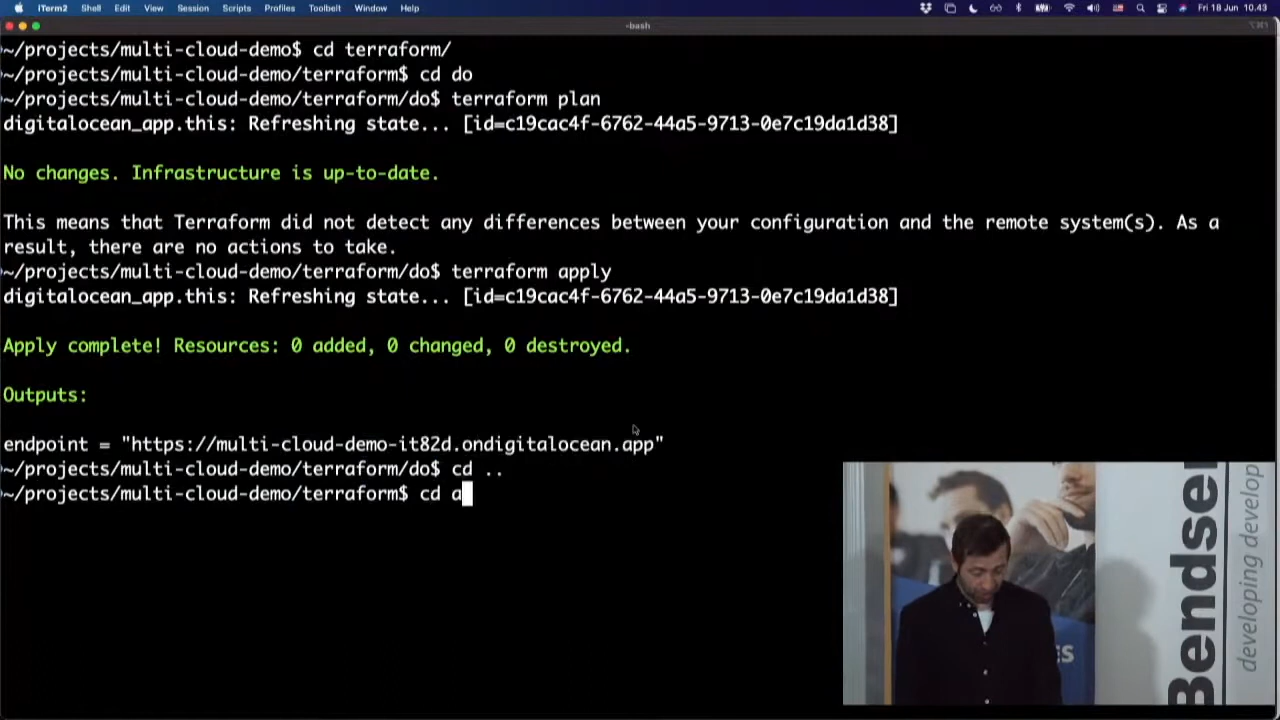 iTerm2 Shell Edit View Session Scripts Profiles Toolbelt Window Help Fri 18 Jun 10.43
-bash
~/projects/multi-cloud-demo$ cd terraform/
~/projects/multi-cloud-demo/terraform$ cd do
~/projects/multi-cloud-demo/terraform/do$ terraform plan
digitalocean_app.this: Refreshing state... [id=c19cac4f-6762-44a5-9713-0e7c19da1d38]
No changes. Infrastructure is up-to-date.
This means that Terraform did not detect any differences between your configuration and the remote system(s). As a
result, there are no actions to take.
~/projects/multi-cloud-demo/terraform/do$ terraform apply
digitalocean_app.this: Refreshing state... [id=c19cac4f-6762-44a5-9713-0e7c19da1d38]
Apply complete! Resources: 0 added, 0 changed, 0 destroyed.
Outputs:
endpoint = "https://multi-cloud-demo-it82d.ondigitalocean.app"
~/projects/multi-cloud-demo/terraform/do$ cd ..
~/projects/multi-cloud-demo/terraform$ cd a
Bendsen
developing develop
ES